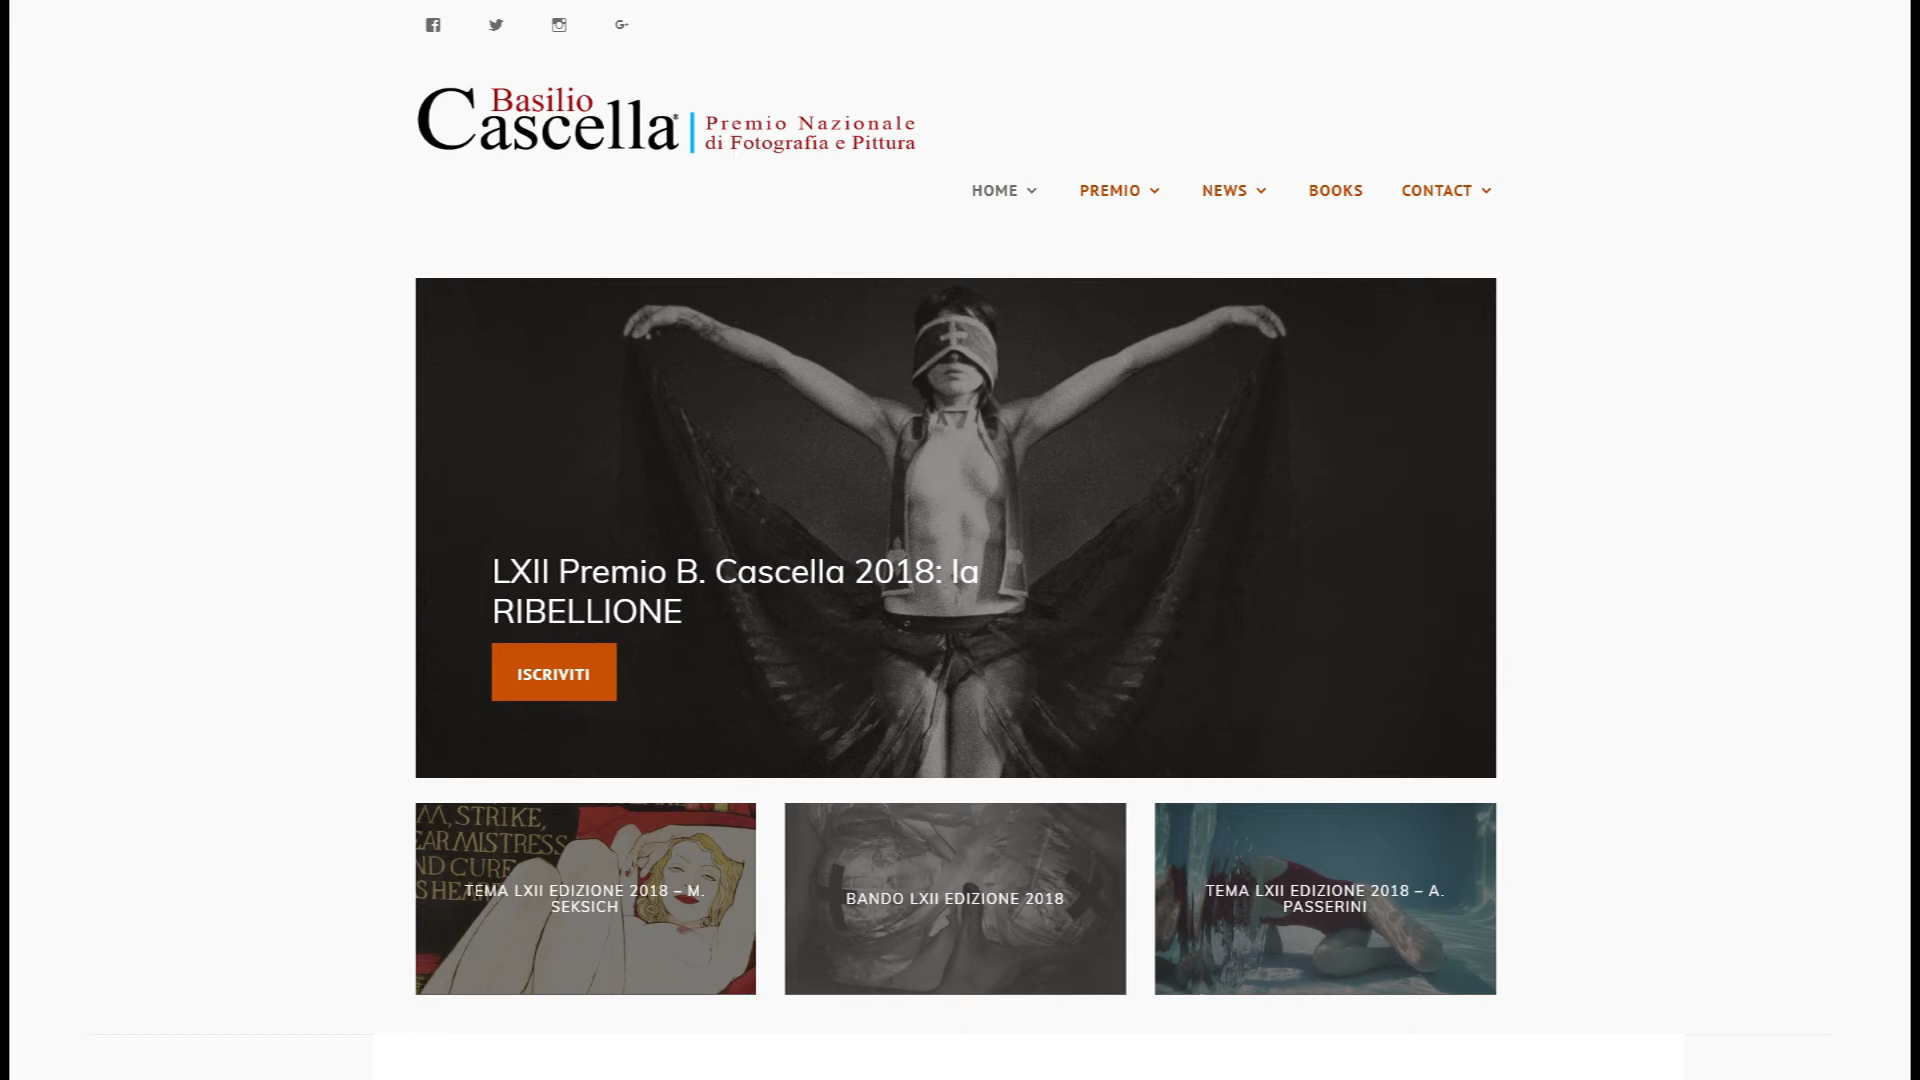 Basilio
Cascella
Premio Nazionale
di Fotografia e Pittura
HOME
PREMIO
NEWS
BOOKS
CONTACT
LXII Premio B. Cascella 2018: la
RIBELLIONE
ISCRIVITI
STRIKE,
MISTRESS
ND CURE
TEMA LXII EDIZIONE 2018 – M.
SEKSICH
BANDO LXII EDIZIONE 2018
TEMA LXII EDIZIONE 2018 – A.
PASSERINI